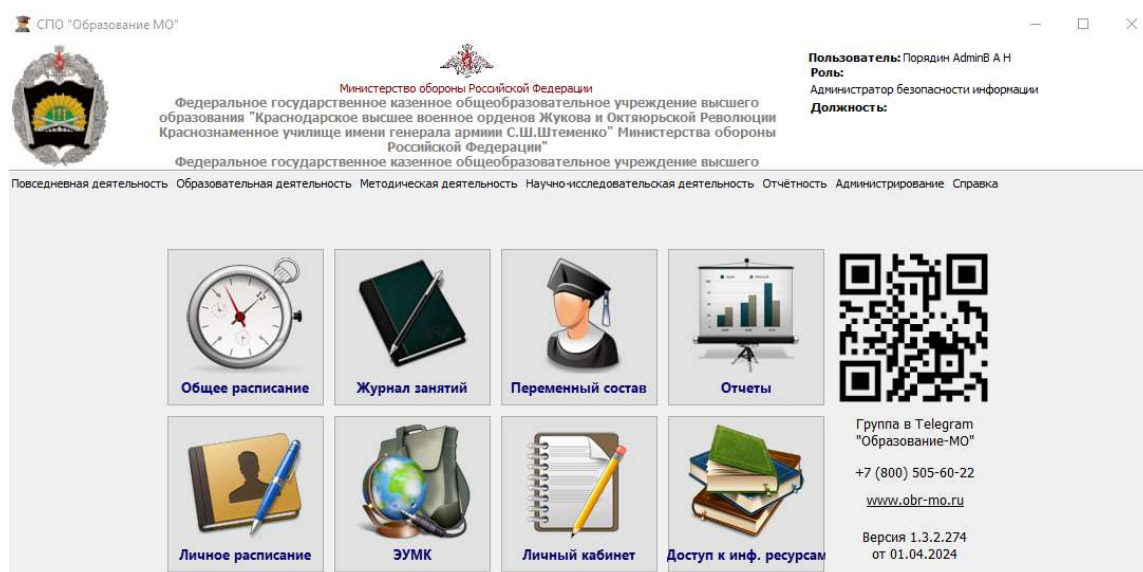 СПО "Образование МО"
Министерство обороны Российской Федерации
Федеральное государственное казенное общеобразовательное учреждение высшего
образования "Краснодарское высшее военное орденов Жукова и Октяюрьской Революции
Краснознаменное училище имени генерала армиии С.Ш.Штеменко" Министерства обороны
Российской Федерации"
Федеральное государственное казенное общеобразовательное учреждение высшего
Пользователь: Порядин AdminB А Н
Роль:
Администратор безопасности информации
Должность:
Повседневная деятельность Образовательная деятельность Методическая деятельность Научно-исследовательская деятельность Отчётность Администрирование Справка
Общее расписание
Журнал занятий
Переменный состав
Отчеты
Личное расписание
ЭУМК
Личный кабинет
Доступ к инф. ресурсам
Группа в Telegram
"Образование-МО"
+7 (800) 505-60-22
www.obr-mo.ru
Версия 1.3.2.274
от 01.04.2024